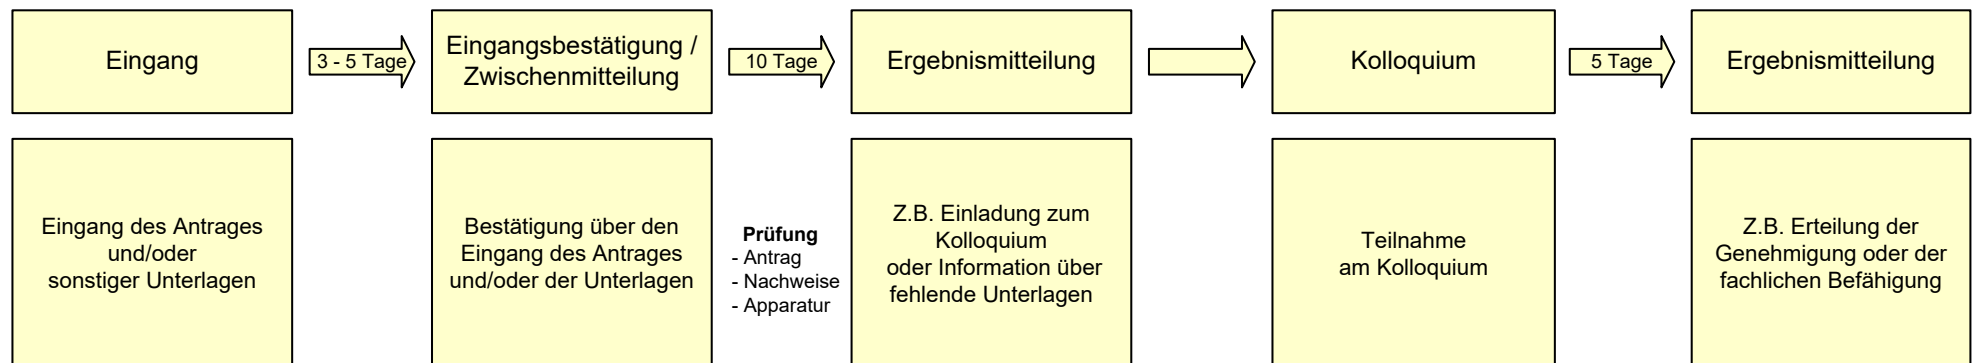 Eingang
3 - 5 Tage
Eingangsbestätigung /
Zwischenmitteilung
10 Tage
Ergebnismitteilung
Kolloquium
5 Tage
Ergebnismitteilung
Eingang des Antrages
und/oder
sonstiger Unterlagen
Bestätigung über den
Eingang des Antrages
und/oder der Unterlagen
Prüfung
- Antrag
- Nachweise
- Apparatur
Z.B. Einladung zum
Kolloquium
oder Information über
fehlende Unterlagen
Teilnahme
am Kolloquium
Z.B. Erteilung der
Genehmigung oder der
fachlichen Befähigung